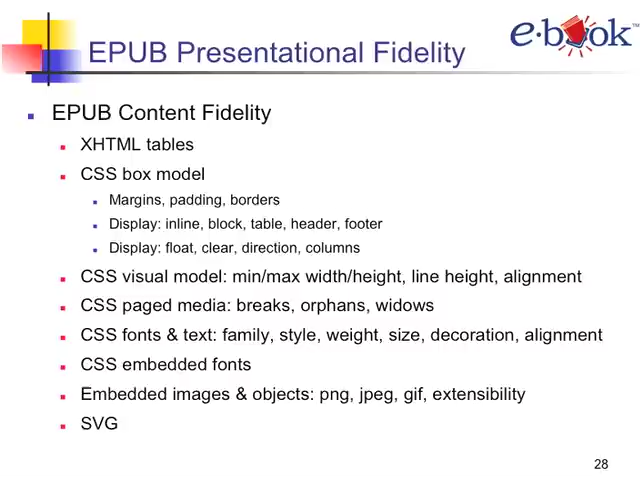 EPUB Presentational Fidelity
e·book™
EPUB Content Fidelity
XHTML tables
CSS box model
Margins, padding, borders
Display: inline, block, table, header, footer
Display: float, clear, direction, columns
CSS visual model: min/max width/height, line height, alignment
CSS paged media: breaks, orphans, widows
CSS fonts & text: family, style, weight, size, decoration, alignment
CSS embedded fonts
Embedded images & objects: png, jpeg, gif, extensibility
SVG
28